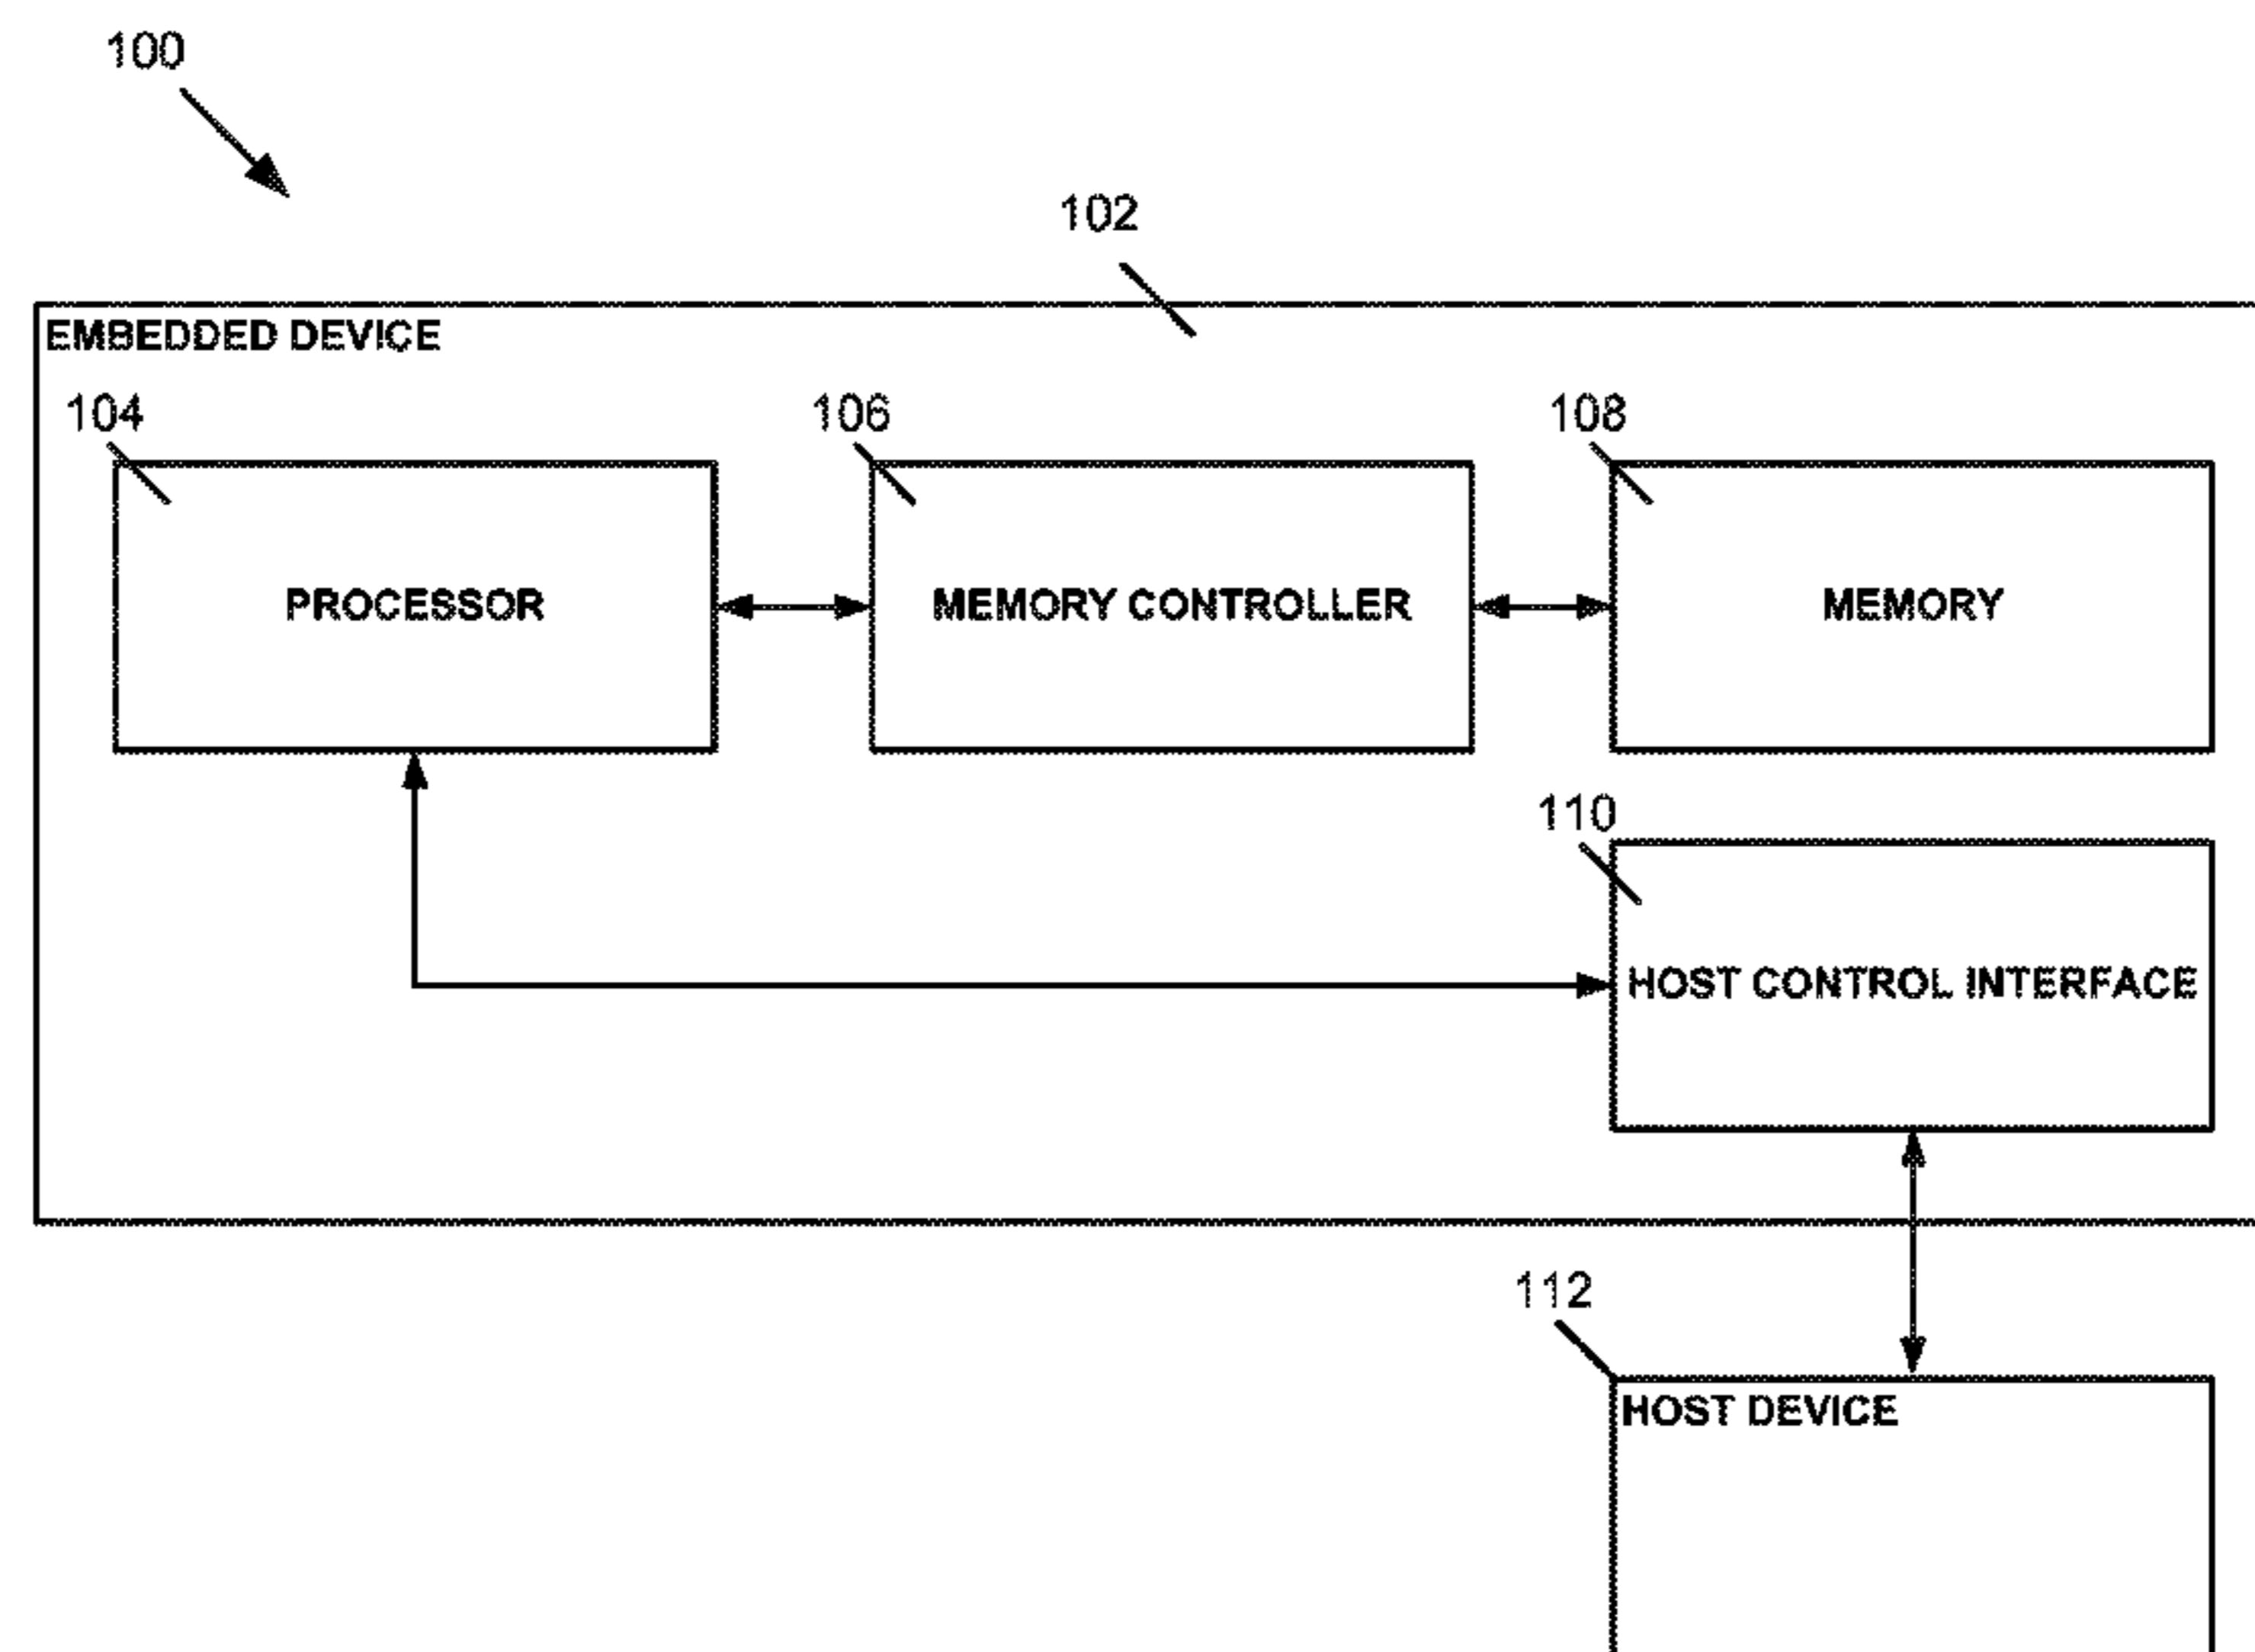 100
102
EMBEDDED DEVICE
104
106
108
PROCESSOR
MEMORY CONTROLLER
MEMORY
110
HOST CONTROL INTERFACE
112
HOST DEVICE